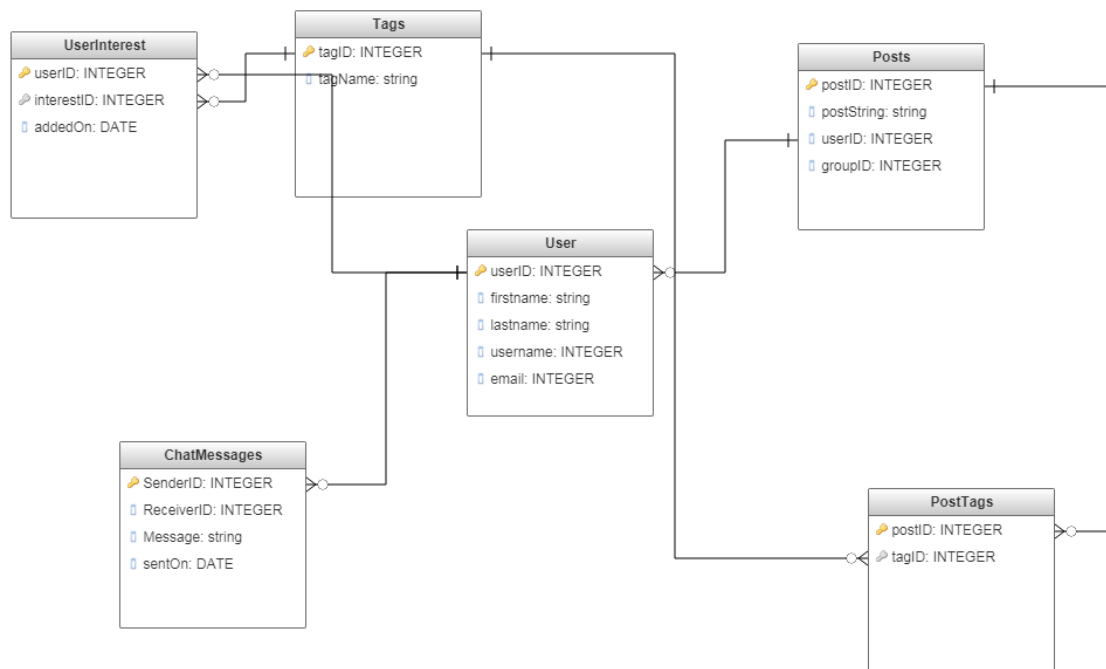 UserInterest
userID: INTEGER
interestID: INTEGER
addedOn: DATE
Tags
tagID: INTEGER
tagName: string
Posts
postID: INTEGER
postString: string
userID: INTEGER
groupID: INTEGER
User
userID: INTEGER
firstname: string
lastname: string
username: INTEGER
email: INTEGER
ChatMessages
SenderID: INTEGER
ReceiverID: INTEGER
Message: string
sentOn: DATE
PostTags
postID: INTEGER
tagID: INTEGER